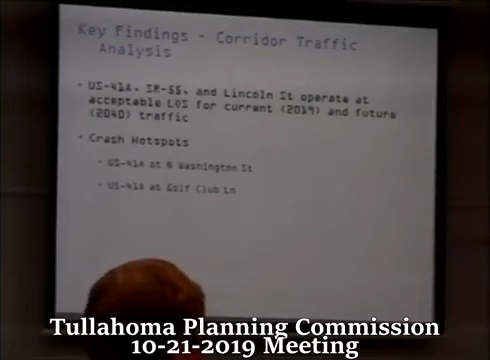 Key Findings - Corridor Traffic
Analysis
• US-41A, SR-55, and Lincoln St operate at
acceptable LOS for current (2019) and future
(2040) traffic
• Crash Hotspots
• US-41A at N Washington St
• US-41A at Golf Club Ln
Tullahoma Planning Commission
10-21-2019 Meeting